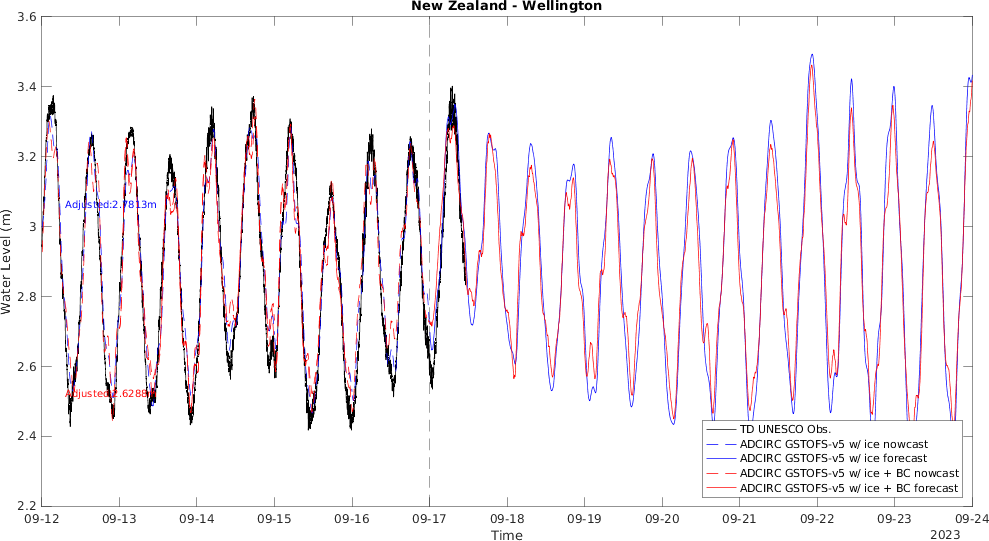 New Zealand - Wellington
3.6
3.4
3.2
3
2.8
2.6
2.4
2.2
Water Level (m)
Adjusted:2.7813m
Adjusted:2.6288m
TD UNESCO Obs.
ADCIRC GSTOFS-v5 w/ ice nowcast
ADCIRC GSTOFS-v5 w/ ice forecast
ADCIRC GSTOFS-v5 w/ ice + BC nowcast
ADCIRC GSTOFS-v5 w/ ice + BC forecast
09-12 09-13 09-14 09-15 09-16 09-17 09-18 09-19 09-20 09-21 09-22 09-23 09-24
Time
2023